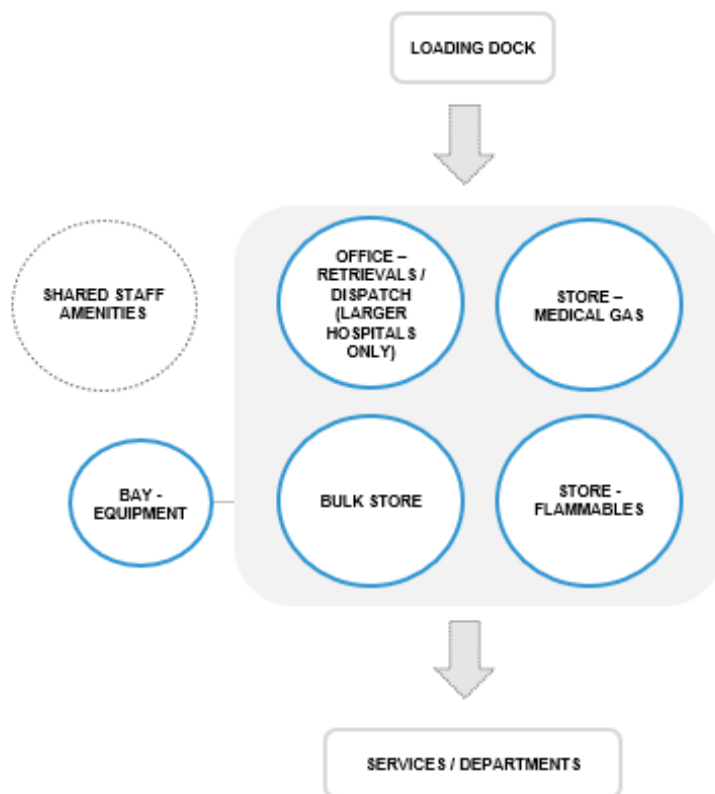 LOADING DOCK
OFFICE –
RETRIEVALS /
DISPATCH
(LARGER
HOSPITALS
ONLY)
STORE –
MEDICAL GAS
SHARED STAFF
AMENITIES
BAY -
EQUIPMENT
BULK STORE
STORE -
FLAMMABLES
SERVICES / DEPARTMENTS